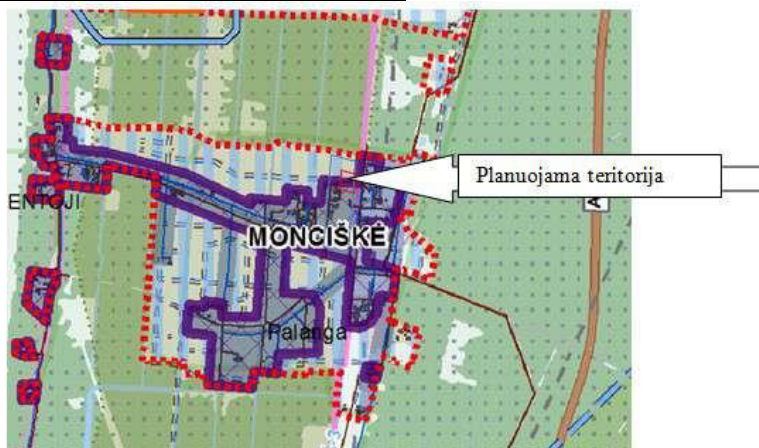 Planuojama teritorija
ENTOJI
MONCIŠKĖ
Palanga
A